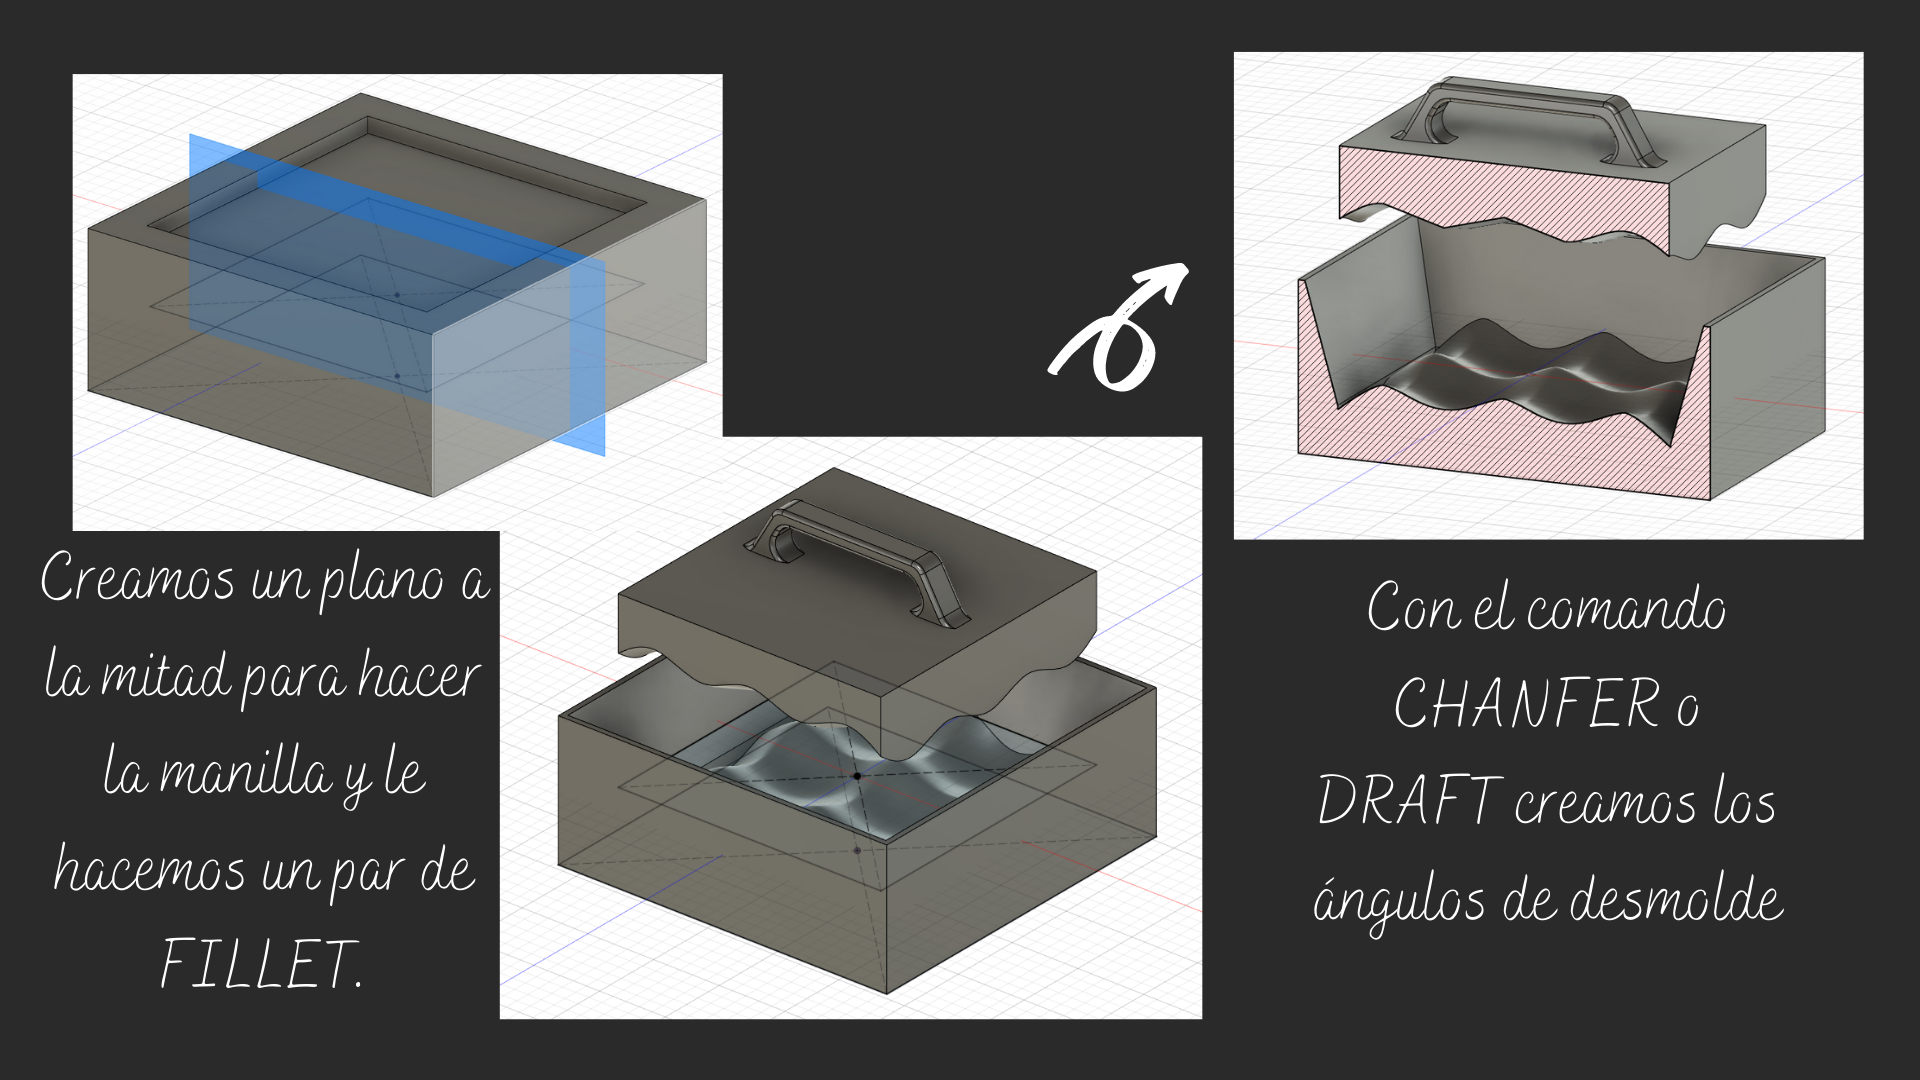 Creamos un plano a
la mitad para hacer
la manilla y le
hacemos un par de
FILLET.
Con el comando
CHANFER o
DRAFT creamos los
ángulos de desmolde